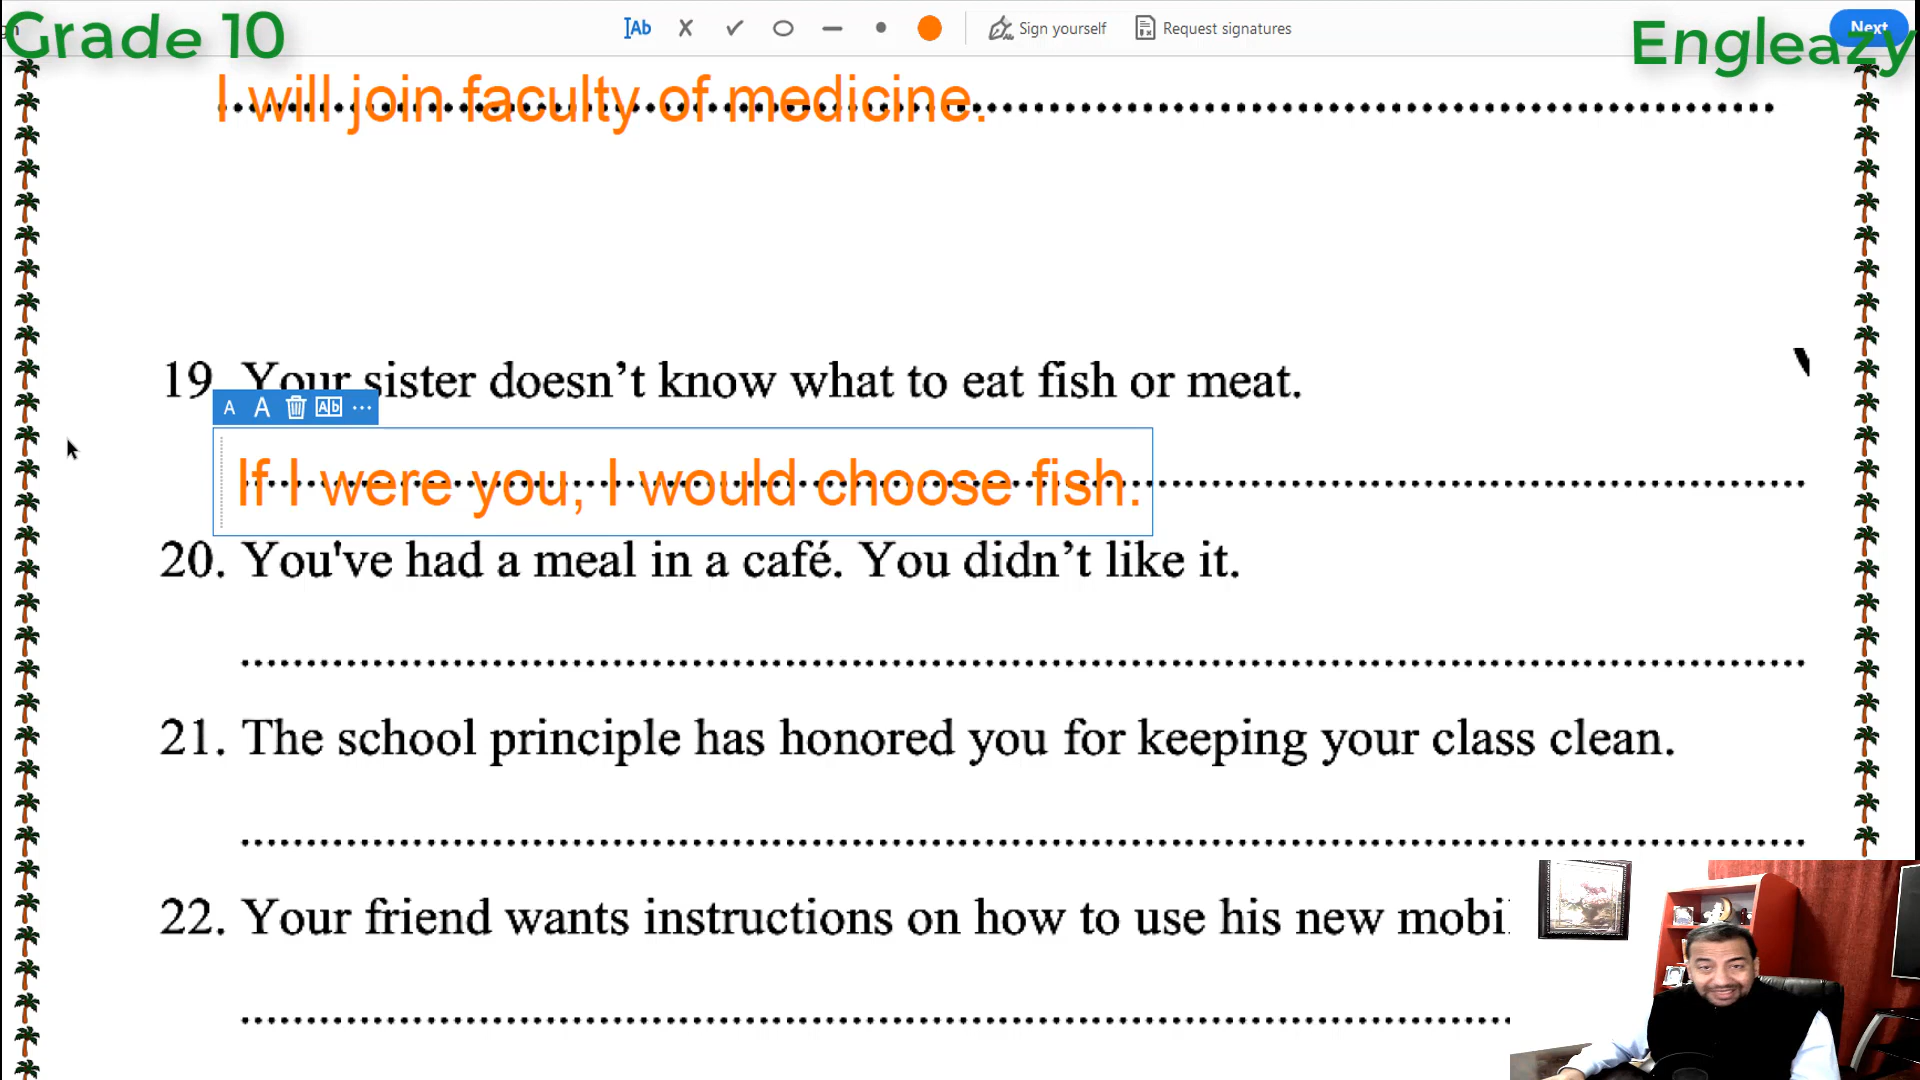 Grade 10
Ab
Sign yourself
Request signatures
Next
Engleazy
I will join faculty of medicine.
19. Your sister doesn’t know what to eat fish or meat.
A A Ab ...
If I were you, I would choose fish.
20. You've had a meal in a café. You didn’t like it.
21. The school principle has honored you for keeping your class clean.
22. Your friend wants instructions on how to use his new mobil